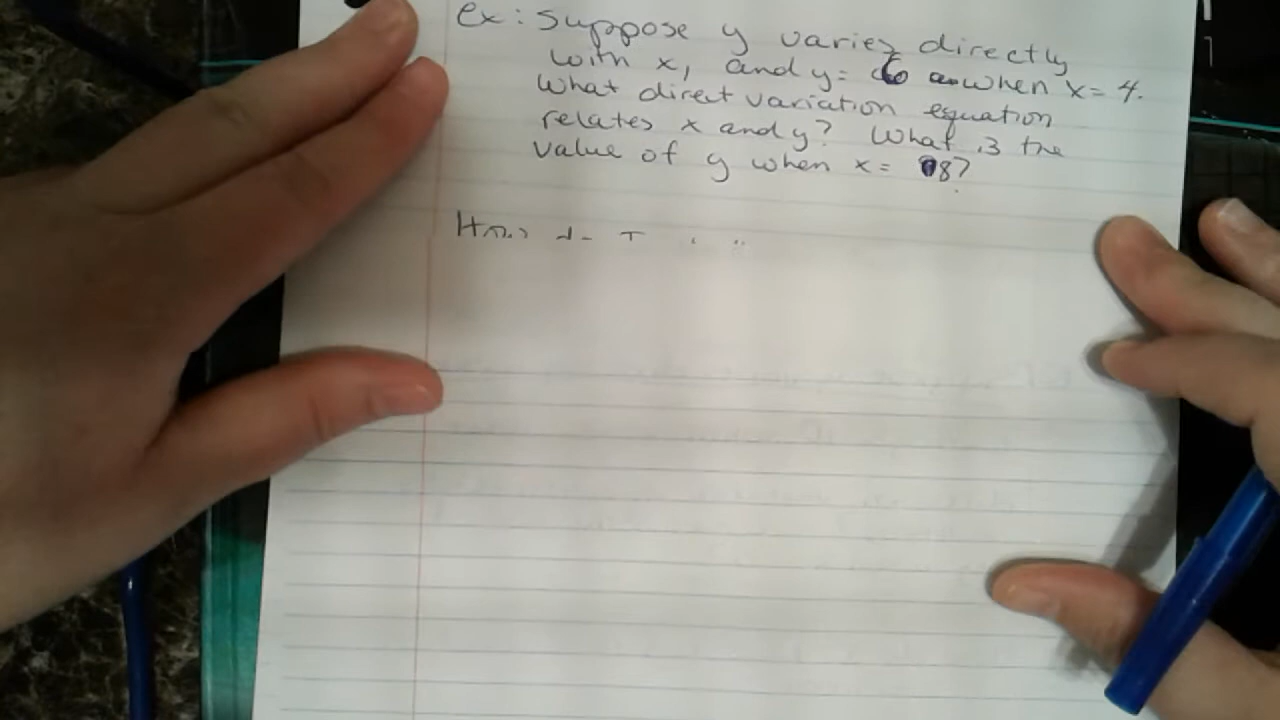 ex: Suppose y varies directly
with x, and y= 6 when x= 4.
What direct variation equation
relates x and y? What is the
value of y when x= 8?